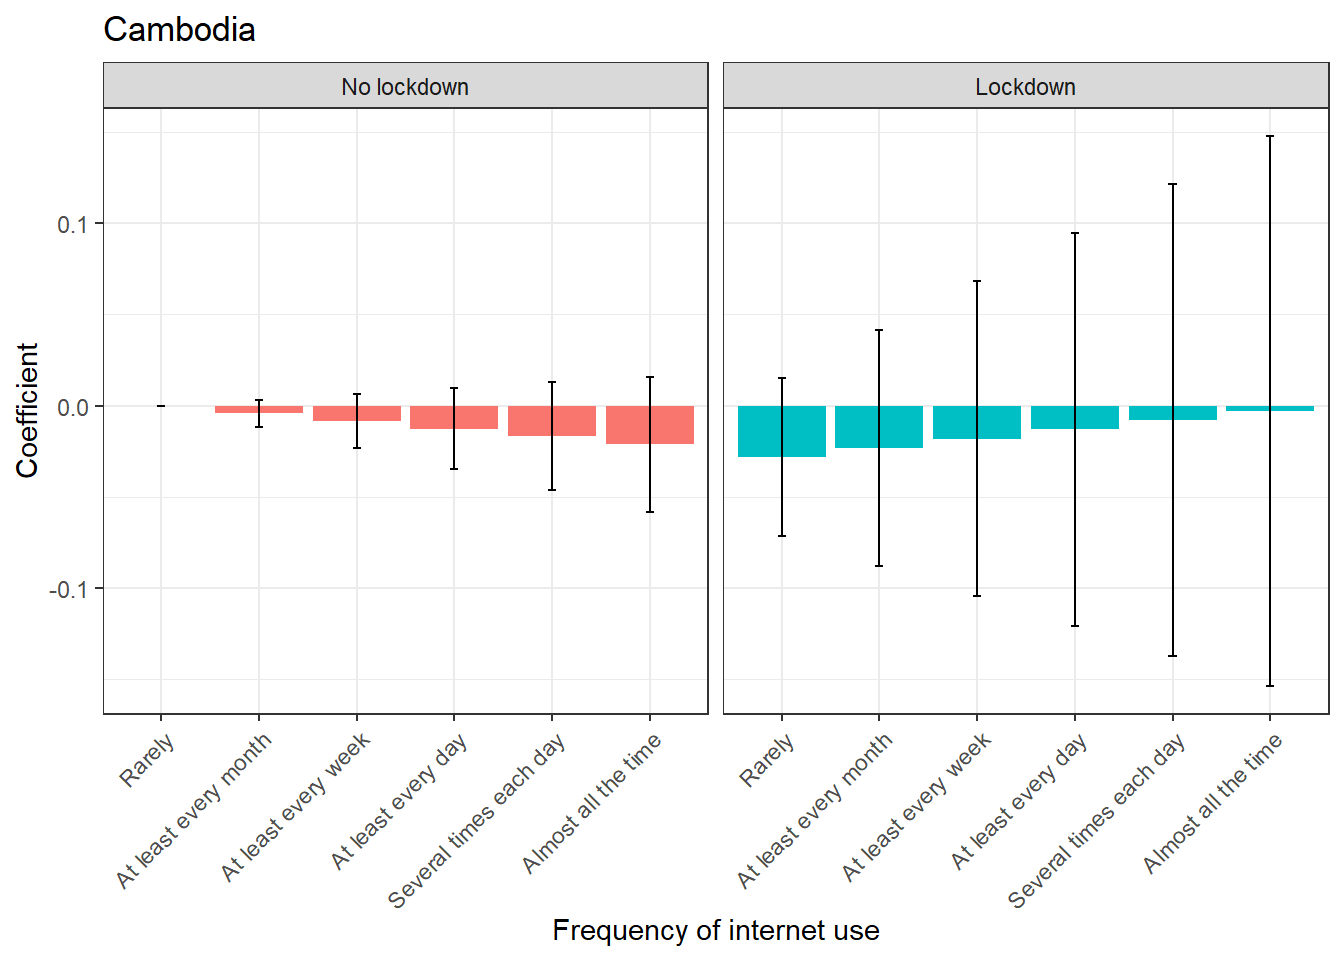 Cambodia
No lockdown
Lockdown
Coefficient
0.1
0.0
-0.1
Rarely
At least every month
At least every week
At least every day
Several times each day
Almost all the time
Rarely
At least every month
At least every week
At least every day
Several times each day
Almost all the time
Frequency of internet use